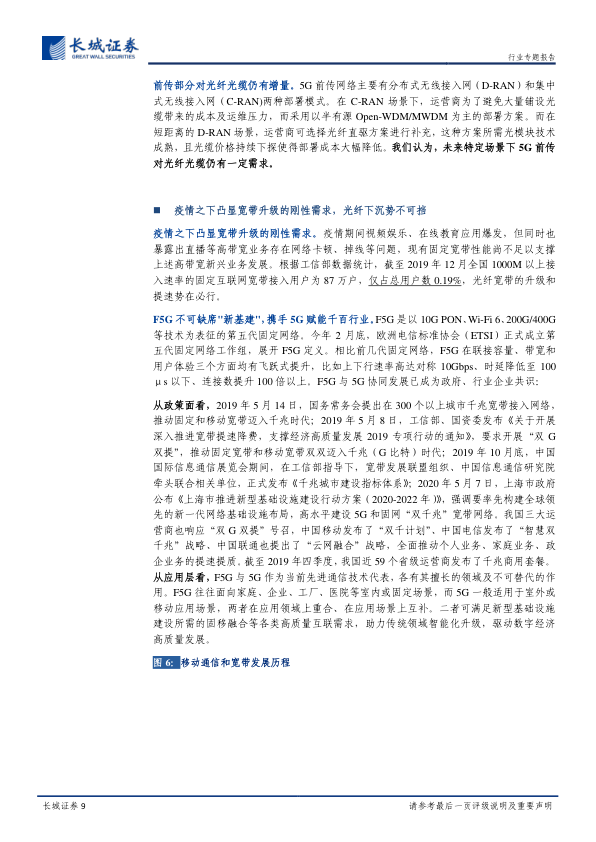 长城证券
GREAT WALL SECURITIES
行业专题报告
前传部分对光纤光缆仍有增量。5G 前传网络主要有分布式无线接入网（D-RAN）和集中
式无线接入网（C-RAN)两种部署模式。在 C-RAN 场景下，运营商为了避免大量铺设光
缆带来的成本及运维压力，而采用以半有源 Open-WDM/MWDM 为主的部署方案。而在
短距离的 D-RAN 场景，运营商可选择光纤直驱方案进行补充，这种方案所需光模块技术
成熟，且光缆价格持续下探使得部署成本大幅降低。我们认为，未来特定场景下 5G 前传
对光纤光缆仍有一定需求。
■ 疫情之下凸显宽带升级的刚性需求，光纤下沉势不可挡
疫情之下凸显宽带升级的刚性需求。疫情期间视频娱乐、在线教育应用爆发，但同时也
暴露出直播等高带宽业务存在网络卡顿、掉线等问题，现有固定宽带性能尚不足以支撑
上述高带宽新兴业务发展。根据工信部数据统计，截至 2019 年 12 月全国 1000M 以上接
入速率的固定互联网宽带接入用户为 87 万户，仅占总用户数 0.19%，光纤宽带的升级和
提速势在必行。
F5G 不可缺席"新基建"，携手 5G 赋能千百行业。F5G 是以 10G PON、Wi-Fi 6、200G/400G
等技术为表征的第五代固定网络。今年 2 月底，欧洲电信标准协会（ETSI）正式成立第
五代固定网络工作组，展开 F5G 定义。相比前几代固定网络，F5G 在联接容量、带宽和
用户体验三个方面均有飞跃式提升，比如上下行速率高达对称 10Gbps、时延降低至 100
μs 以下、连接数提升 100 倍以上。F5G 与 5G 协同发展已成为政府、行业企业共识：
从政策面看，2019 年 5 月 14 日，国务常务会提出在 300 个以上城市千兆宽带接入网络，
推动固定和移动宽带迈入千兆时代；2019 年 5 月 8 日，工信部、国资委发布《关于开展
深入推进宽带提速降费，支撑经济高质量发展 2019 专项行动的通知》，要求开展“双 G
双提”，推动固定宽带和移动宽带双双迈入千兆（G 比特）时代；2019 年 10 月底，中国
国际信息通信展览会期间，在工信部指导下，宽带发展联盟组织、中国信息通信研究院
牵头联合相关单位，正式发布《千兆城市建设指标体系》；2020 年 5 月 7 日，上海市政府
公布《上海市推进新型基础设施建设行动方案（2020-2022 年）》，强调要率先构建全球领
先的新一代网络基础设施布局，高水平建设 5G 和固网“双千兆”宽带网络。我国三大运
营商也响应“双 G 双提”号召，中国移动发布了“双千计划”、中国电信发布了“智慧双
千兆”战略、中国联通也提出了“云网融合”战略，全面推动个人业务、家庭业务、政
企业务的提速提质。截至 2019 年四季度，我国近 59 个省级运营商发布了千兆商用套餐。
从应用层看，F5G 与 5G 作为当前先进通信技术代表，各有其擅长的领域及不可替代的作
用。F5G 往往面向家庭、企业、工厂、医院等室内或固定场景，而 5G 一般适用于室外或
移动应用场景，两者在应用领域上重合、在应用场景上互补。二者可满足新型基础设施
建设所需的固移融合等各类高质量互联需求，助力传统领域智能化升级，驱动数字经济
高质量发展。
图 6：移动通信和宽带发展历程
长城证券 9
请参考最后一页评级说明及重要声明